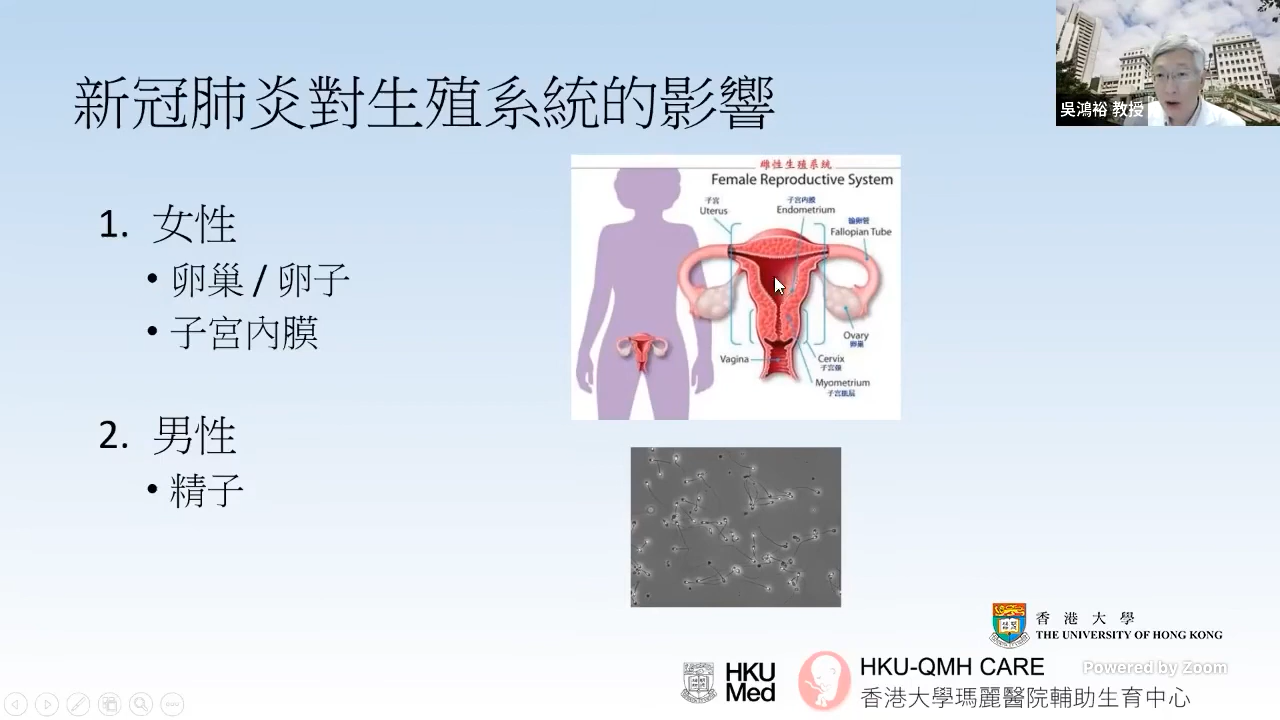 新冠肺炎對生殖系統的影響
吳鴻裕 教授
1. 女性
• 卵巢 / 卵子
• 子宮內膜
2. 男性
• 精子
雌性生殖系統
Female Reproductive System
子宮
Uterus
子宮內膜
Endometrium
輸卵管
Fallopian Tube
Ovary
卵巢
Vagina
Cervix
子宮頸
Myometrium
子宮肌層
香港大學
THE UNIVERSITY OF HONG KONG
HKU
Med
HKU-QMH CARE
香港大學瑪麗醫院輔助生育中心
Powered by Zoom